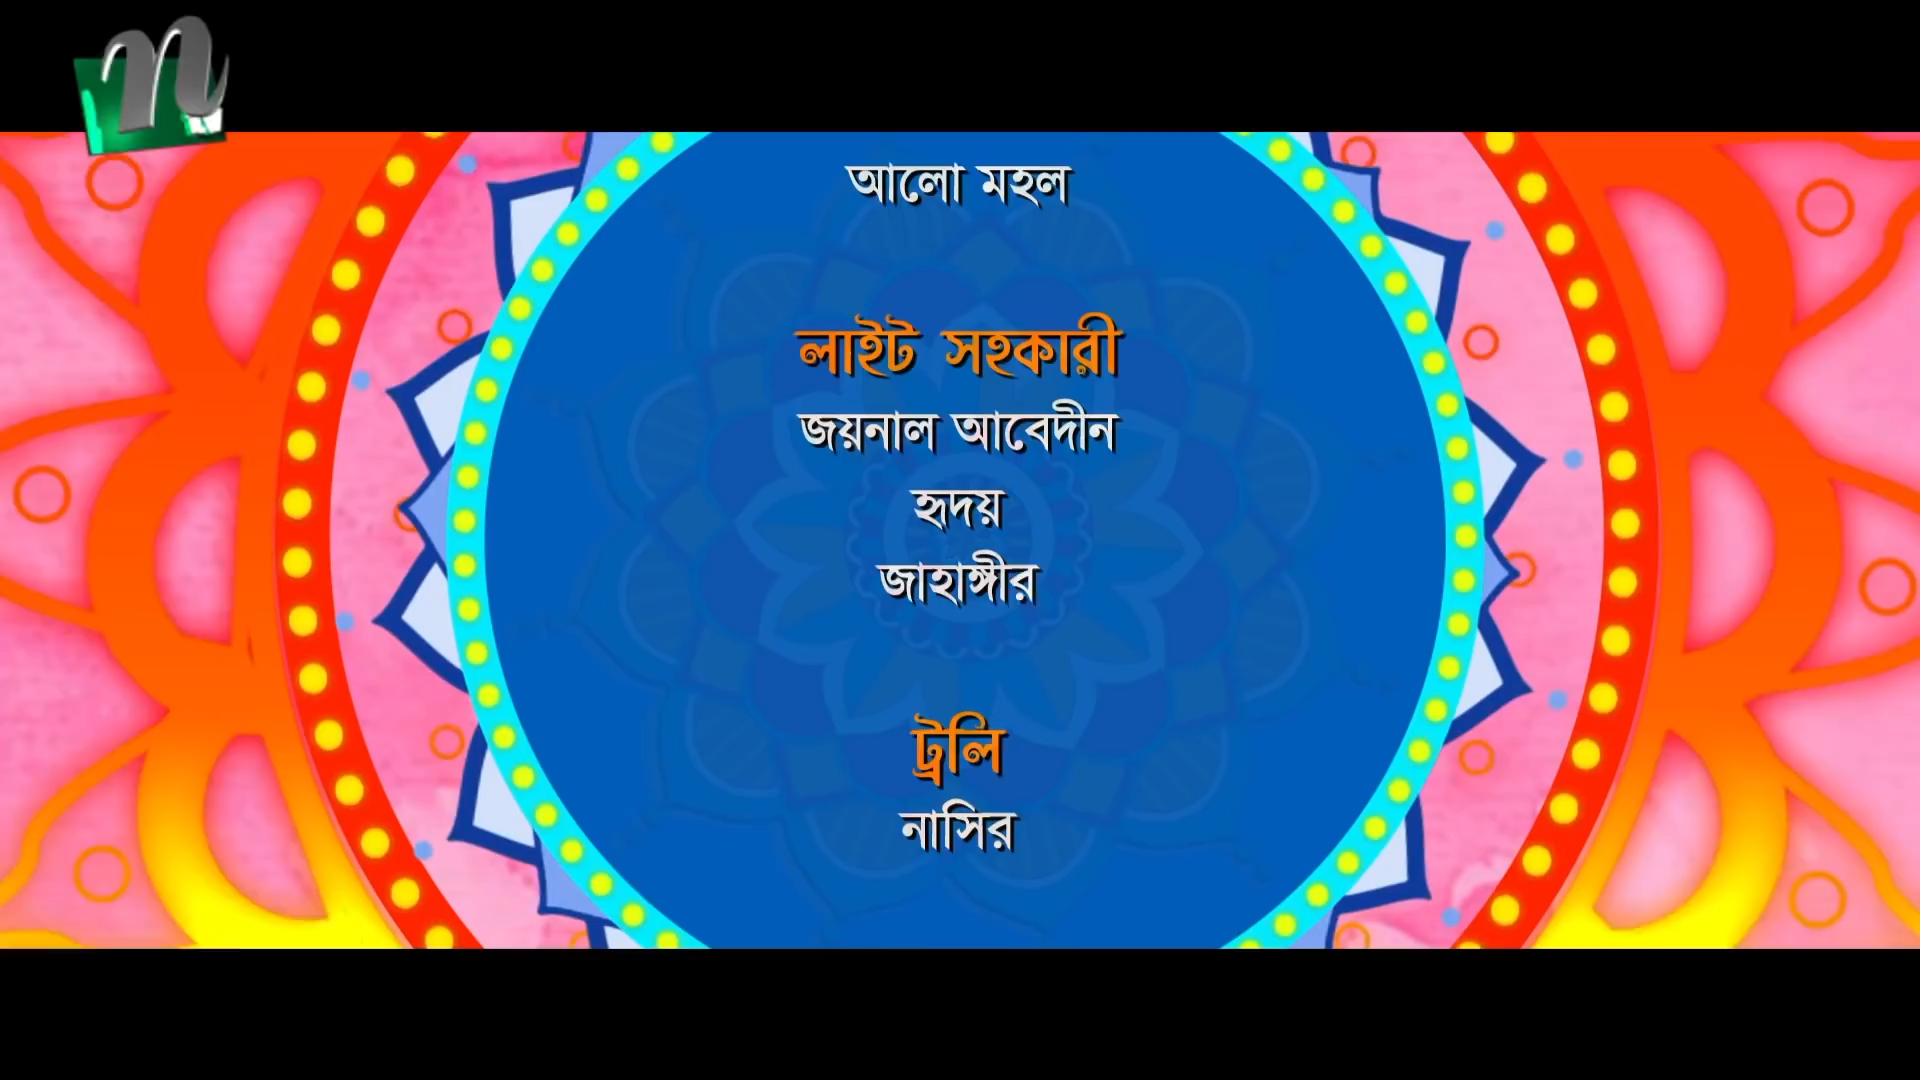 আলো মহল
লাইট সহকারী
জয়নাল আবেদীন
হৃদয়
জাহাঙ্গীর
ট্রলি
নাসির